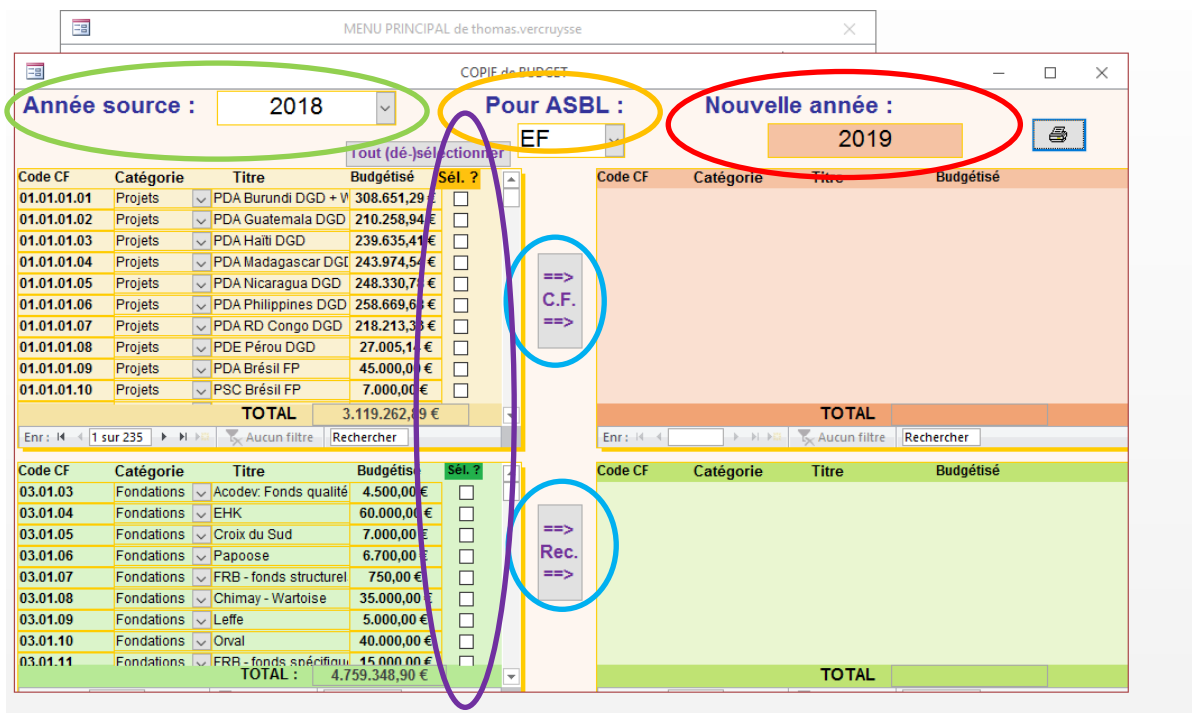 MENU PRINCIPAL de thomas.vercruysse
COPIE de BUDGET
Année source : 2018 Pour ASBL : Nouvelle année :
EF 2019
Tout (dé-)sélectionner
Code CF Catégorie Titre Budgétisé Sél. ? Code CF Catégorie Titre Budgétisé
01.01.01.01 Projets PDA Burundi DGD + W 308.651,29 €
01.01.01.02 Projets PDA Guatemala DGD 210.258,94 €
01.01.01.03 Projets PDA Haïti DGD 239.635,41 €
01.01.01.04 Projets PDA Madagascar DGD 243.974,54 €
01.01.01.05 Projets PDA Nicaragua DGD 248.330,78 €
01.01.01.06 Projets PDA Philippines DGD 258.669,68 €
01.01.01.07 Projets PDA RD Congo DGD 218.213,33 €
01.01.01.08 Projets PDE Pérou DGD 27.005,14 €
01.01.01.09 Projets PDA Brésil FP 45.000,00 €
01.01.01.10 Projets PSC Brésil FP 7.000,00 €
==>
C.F.
==>
TOTAL 3.119.262,89 € TOTAL
Enr : 1 sur 235 Aucun filtre Rechercher Enr : Aucun filtre Rechercher
Code CF Catégorie Titre Budgétisé Sél. ? Code CF Catégorie Titre Budgétisé
03.01.03 Fondations Acodev: Fonds qualité 4.500,00 €
03.01.04 Fondations EHK 60.000,00 €
03.01.05 Fondations Croix du Sud 7.000,00 €
03.01.06 Fondations Papoose 6.700,00 €
03.01.07 Fondations FRB - fonds structurel 750,00 €
03.01.08 Fondations Chimay - Wartoise 35.000,00 €
03.01.09 Fondations Leffe 5.000,00 €
03.01.10 Fondations Orval 40.000,00 €
03.01.11 Fondations FRB - fonds spécifiqu 15.000,00 €
==>
Rec.
==>
TOTAL : 4.759.348,90 € TOTAL